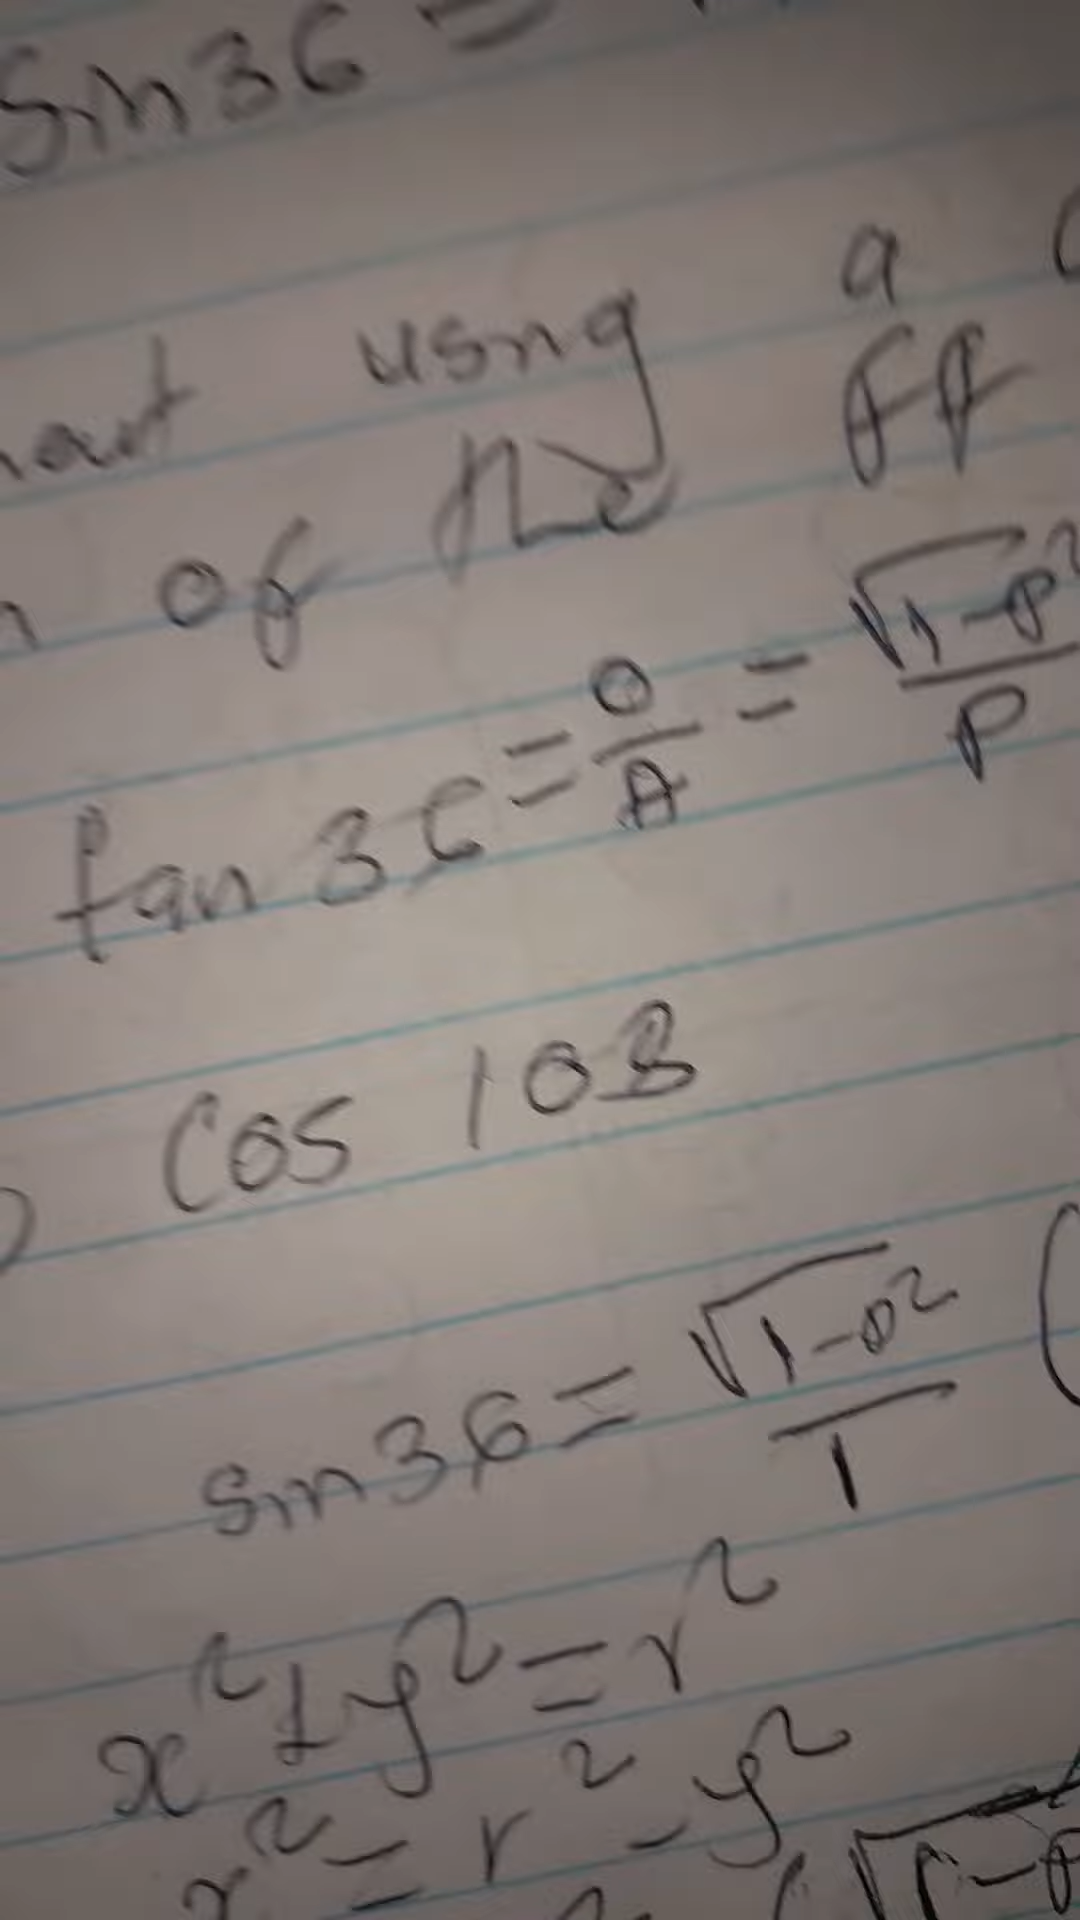 Sin36 =
using a
of the
tan 36 = O/A = √1-p²/p
Cos 108
Sin36 = √1-p²/1
x²+y²=r²
x²=r²-y²